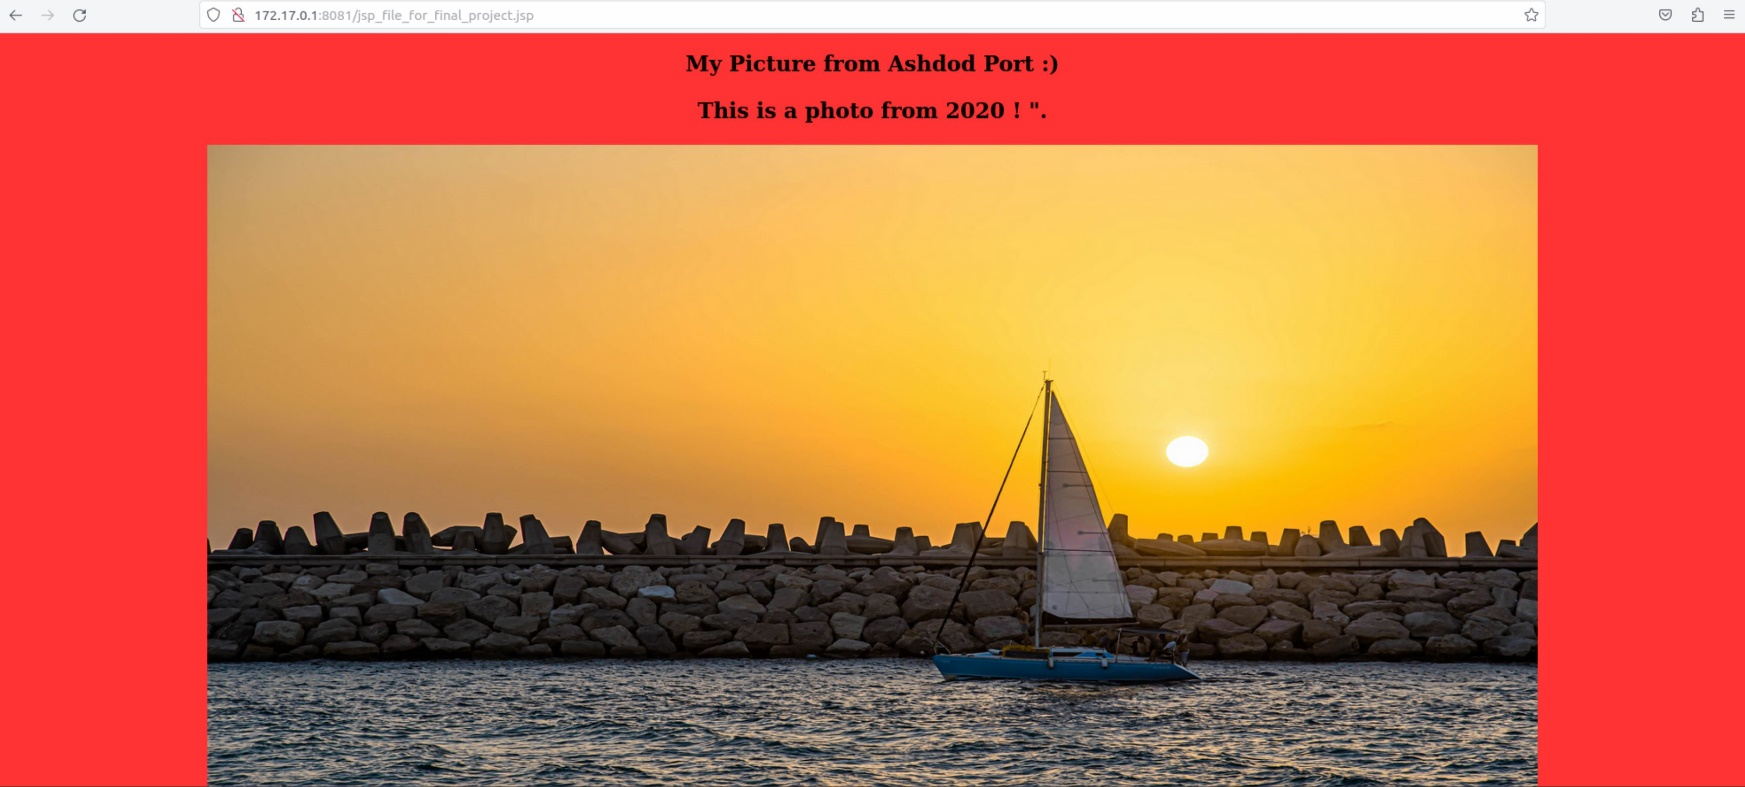 172.17.0.1:8081/jsp_file_for_final_project.jsp
My Picture from Ashdod Port :)
This is a photo from 2020 ! ".